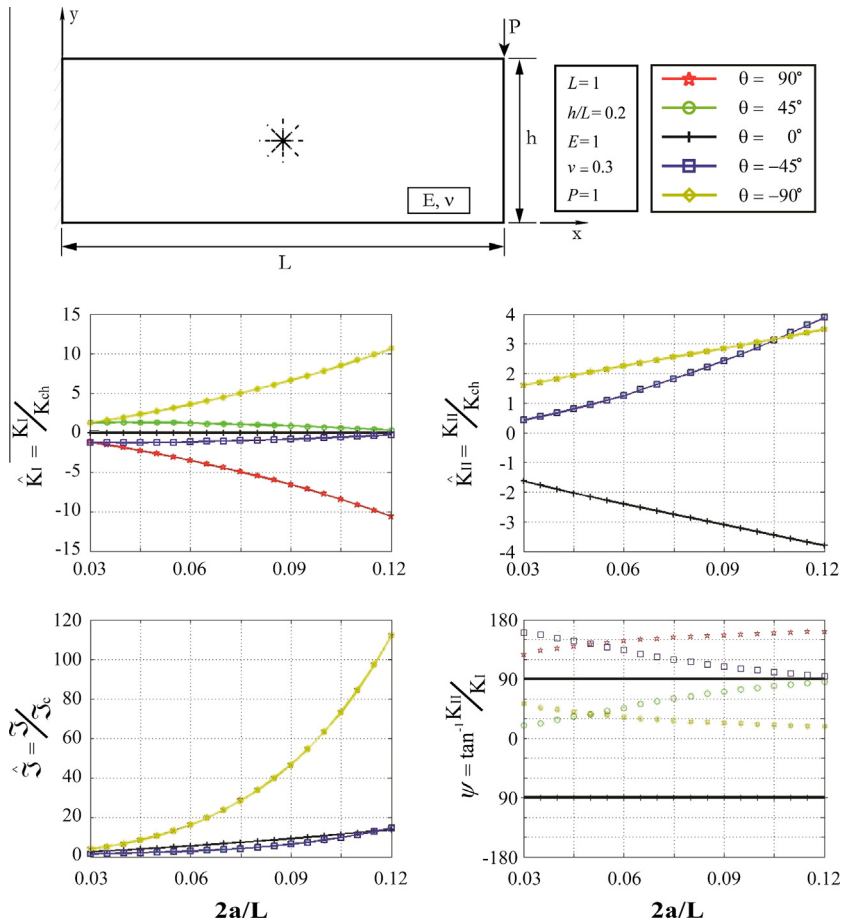 y
P
h
E, ν
x
L
L=1
h/L=0.2
E=1
ν=0.3
P=1
θ = 90°
θ = 45°
θ = 0°
θ = −45°
θ = −90°
K̂I = KI/Kch
15
10
5
0
-5
-10
-15
0.03 0.06 0.09 0.12
K̂II = KII/Kch
4
3
2
1
0
-1
-2
-3
-4
0.03 0.06 0.09 0.12
ℑ̂ = ℑ/ℑc
120
100
80
60
40
20
0
0.03 0.06 0.09 0.12
2a/L
ψ = tan⁻¹ KII/KI
180
90
0
90
-180
0.03 0.06 0.09 0.12
2a/L